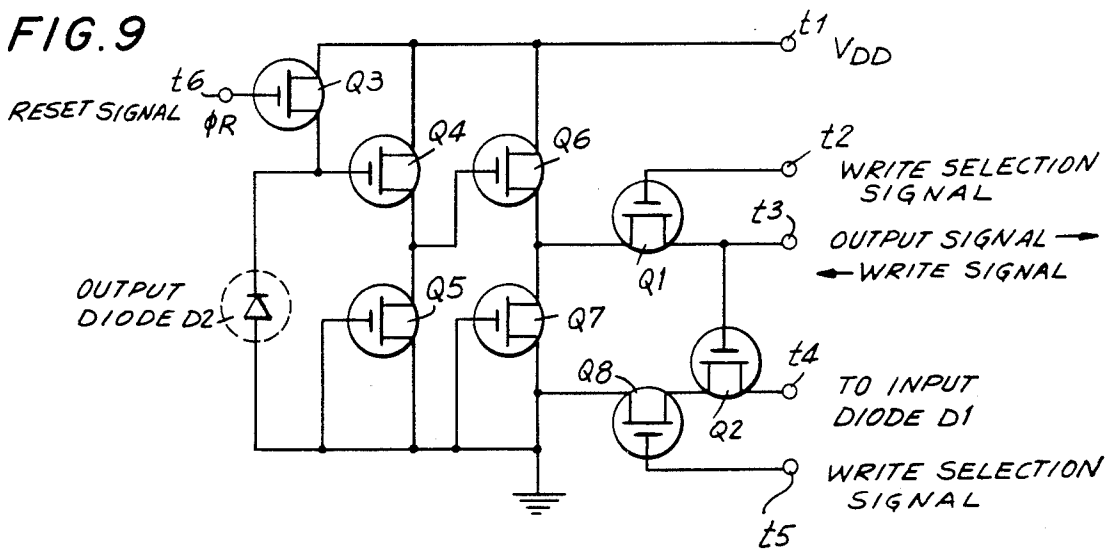 FIG.9
t1
VDD
t6
Q3
RESET SIGNAL
φR
Q4
Q6
t2
WRITE SELECTION
SIGNAL
t3
OUTPUT SIGNAL →
← WRITE SIGNAL
Q1
OUTPUT
DIODE D2
Q5
Q7
Q8
Q2
t4
TO INPUT
DIODE D1
WRITE SELECTION
SIGNAL
t5